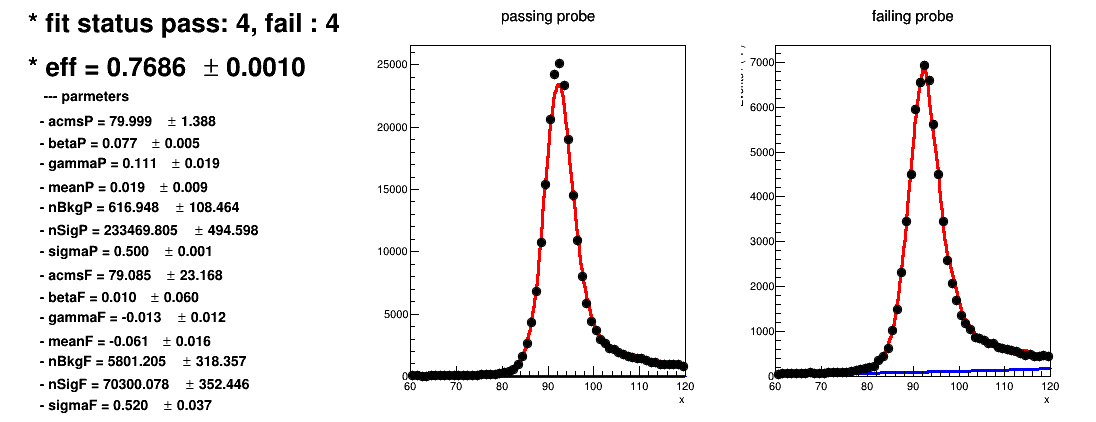 * fit status pass: 4, fail : 4
* eff = 0.7686 ± 0.0010
--- parmeters
- acmsP = 79.999 ± 1.388
- betaP = 0.077 ± 0.005
- gammaP = 0.111 ± 0.019
- meanP = 0.019 ± 0.009
- nBkgP = 616.948 ± 108.464
- nSigP = 233469.805 ± 494.598
- sigmaP = 0.500 ± 0.001
- acmsF = 79.085 ± 23.168
- betaF = 0.010 ± 0.060
- gammaF = -0.013 ± 0.012
- meanF = -0.061 ± 0.016
- nBkgF = 5801.205 ± 318.357
- nSigF = 70300.078 ± 352.446
- sigmaF = 0.520 ± 0.037
passing probe
25000
20000
15000
10000
5000
0
60 70 80 90 100 110 120
x
failing probe
7000
6000
5000
4000
3000
2000
1000
0
60 70 80 90 100 110 120
x